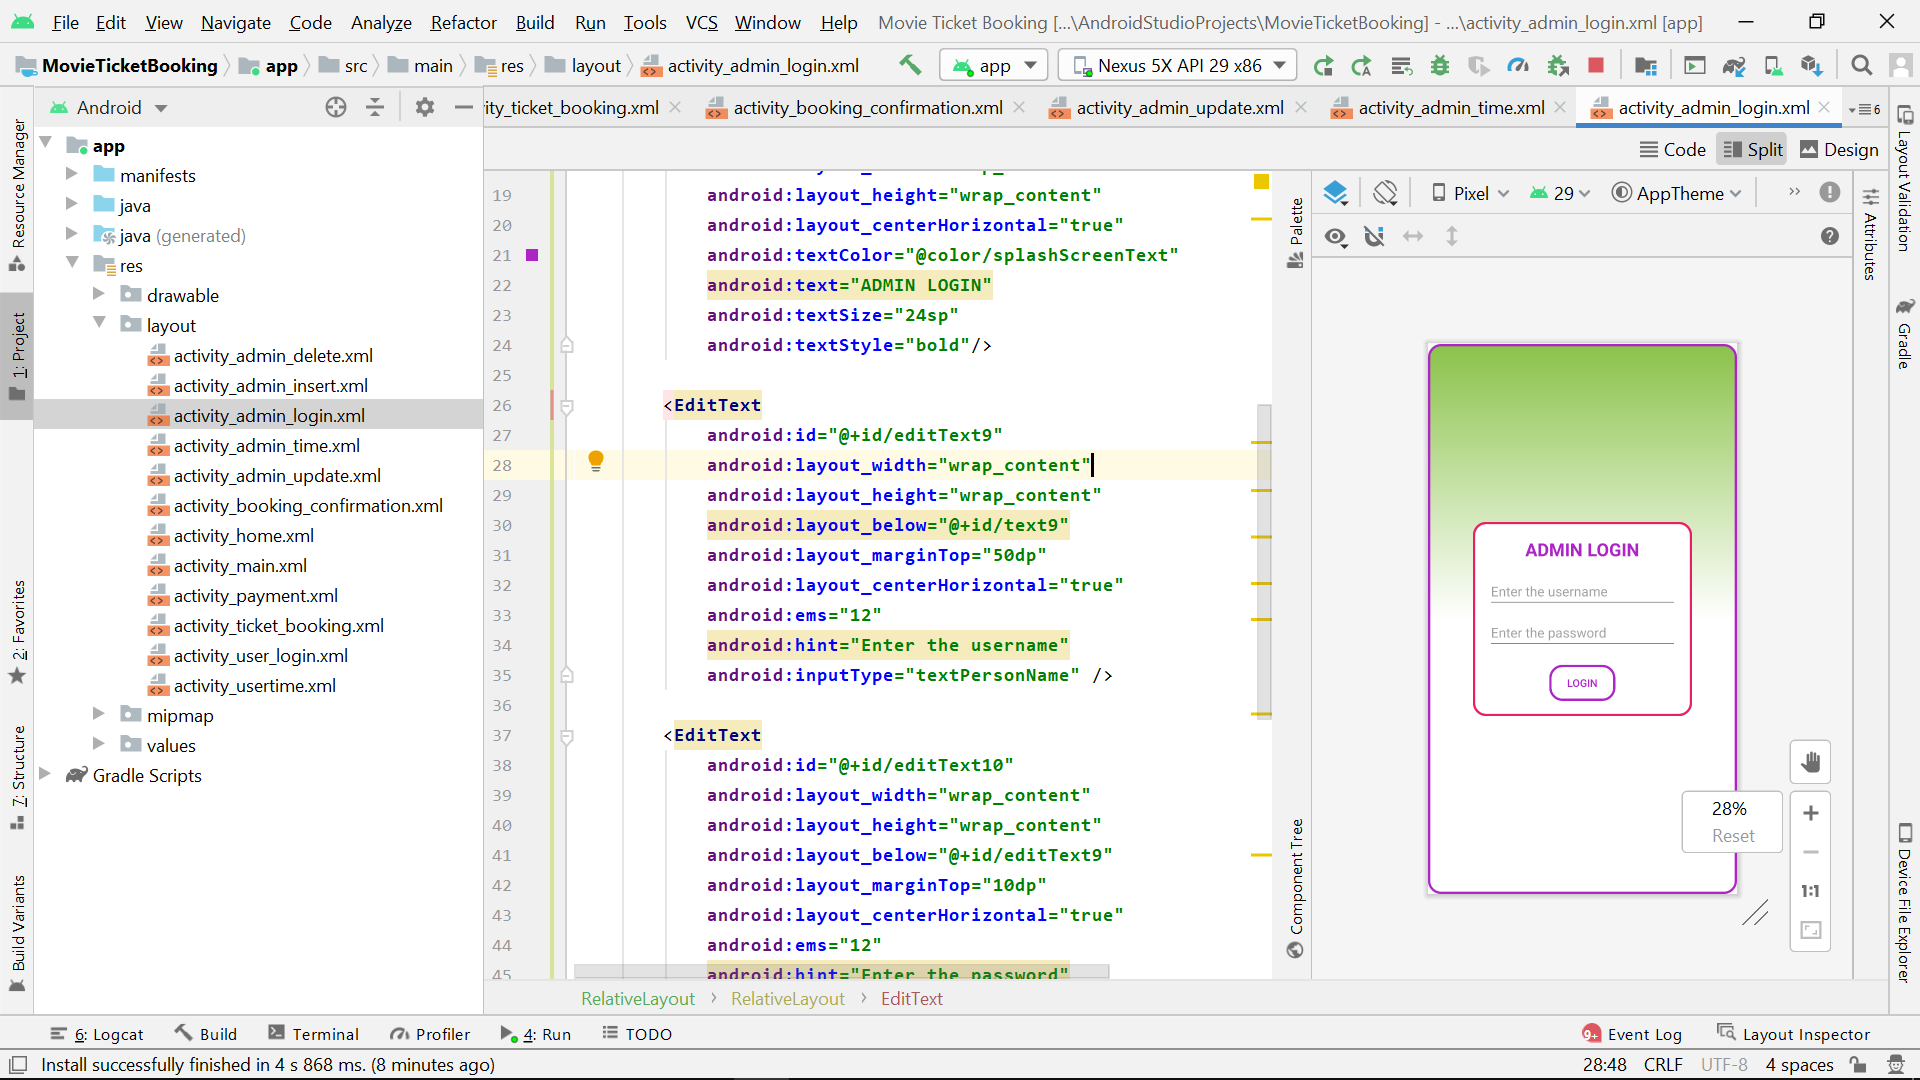 File Edit View Navigate Code Analyze Refactor Build Run Tools VCS Window Help Movie Ticket Booking [...\AndroidStudioProjects\MovieTicketBooking] - ...\activity_admin_login.xml [app]
MovieTicketBooking app src main res layout activity_admin_login.xml app Nexus 5X API 29 x86
Android
ity_ticket_booking.xml activity_booking_confirmation.xml activity_admin_update.xml activity_admin_time.xml activity_admin_login.xml 6
Code Split Design
Resource Manager
1: Project
2: Favorites
7: Structure
Build Variants
app
manifests
java
java (generated)
res
drawable
layout
activity_admin_delete.xml
activity_admin_insert.xml
activity_admin_login.xml
activity_admin_time.xml
activity_admin_update.xml
activity_booking_confirmation.xml
activity_home.xml
activity_main.xml
activity_payment.xml
activity_ticket_booking.xml
activity_user_login.xml
activity_usertime.xml
mipmap
values
Gradle Scripts
19 android:layout_height="wrap_content"
20 android:layout_centerHorizontal="true"
21 android:textColor="@color/splashScreenText"
22 android:text="ADMIN LOGIN"
23 android:textSize="24sp"
24 android:textStyle="bold"/>
25
26 <EditText
27 android:id="@+id/editText9"
28 android:layout_width="wrap_content"
29 android:layout_height="wrap_content"
30 android:layout_below="@+id/text9"
31 android:layout_marginTop="50dp"
32 android:layout_centerHorizontal="true"
33 android:ems="12"
34 android:hint="Enter the username"
35 android:inputType="textPersonName" />
36
37 <EditText
38 android:id="@+id/editText10"
39 android:layout_width="wrap_content"
40 android:layout_height="wrap_content"
41 android:layout_below="@+id/editText9"
42 android:layout_marginTop="10dp"
43 android:layout_centerHorizontal="true"
44 android:ems="12"
45 android:hint="Enter the password"
RelativeLayout RelativeLayout EditText
Palette
Component Tree
Pixel 29 AppTheme
ADMIN LOGIN
Enter the username
Enter the password
LOGIN
28%
Reset
1:1
Attributes
Layout Validation
Gradle
Device File Explorer
6: Logcat Build Terminal Profiler 4: Run TODO 9+ Event Log Layout Inspector
Install successfully finished in 4 s 868 ms. (8 minutes ago) 28:48 CRLF UTF-8 4 spaces